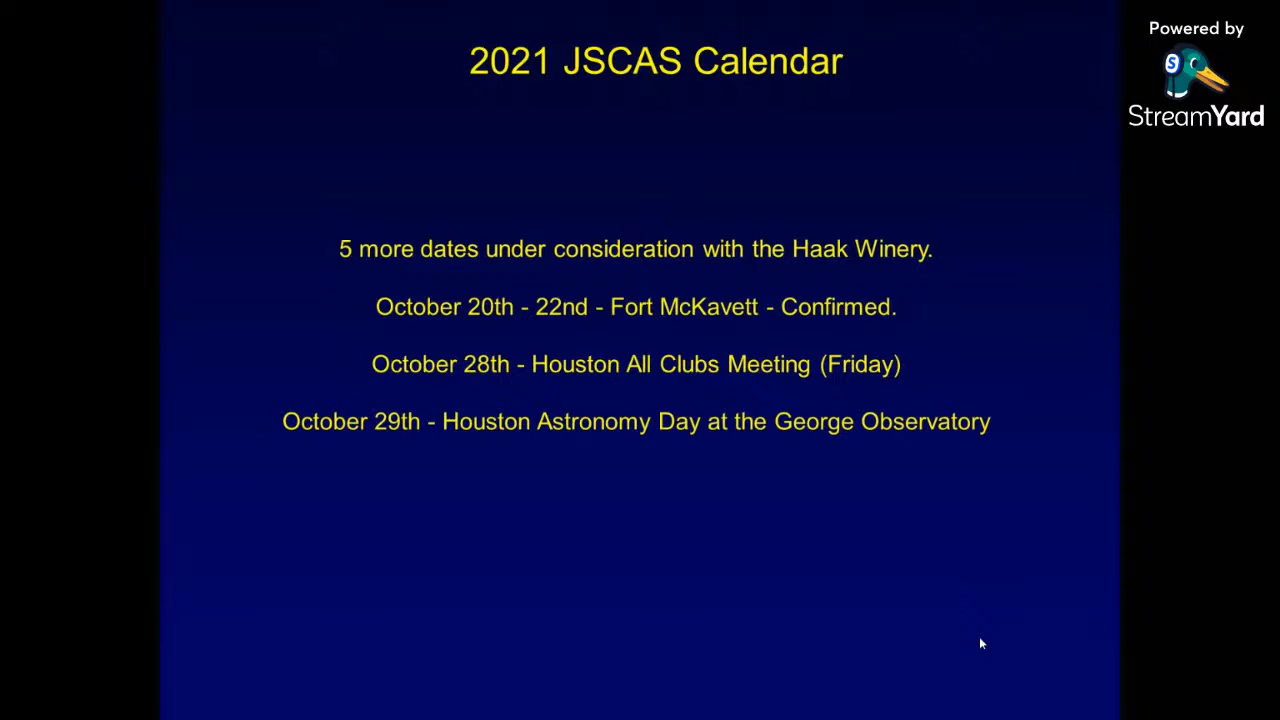 2021 JSCAS Calendar
Powered by
S
StreamYard
5 more dates under consideration with the Haak Winery.
October 20th - 22nd - Fort McKavett - Confirmed.
October 28th - Houston All Clubs Meeting (Friday)
October 29th - Houston Astronomy Day at the George Observatory